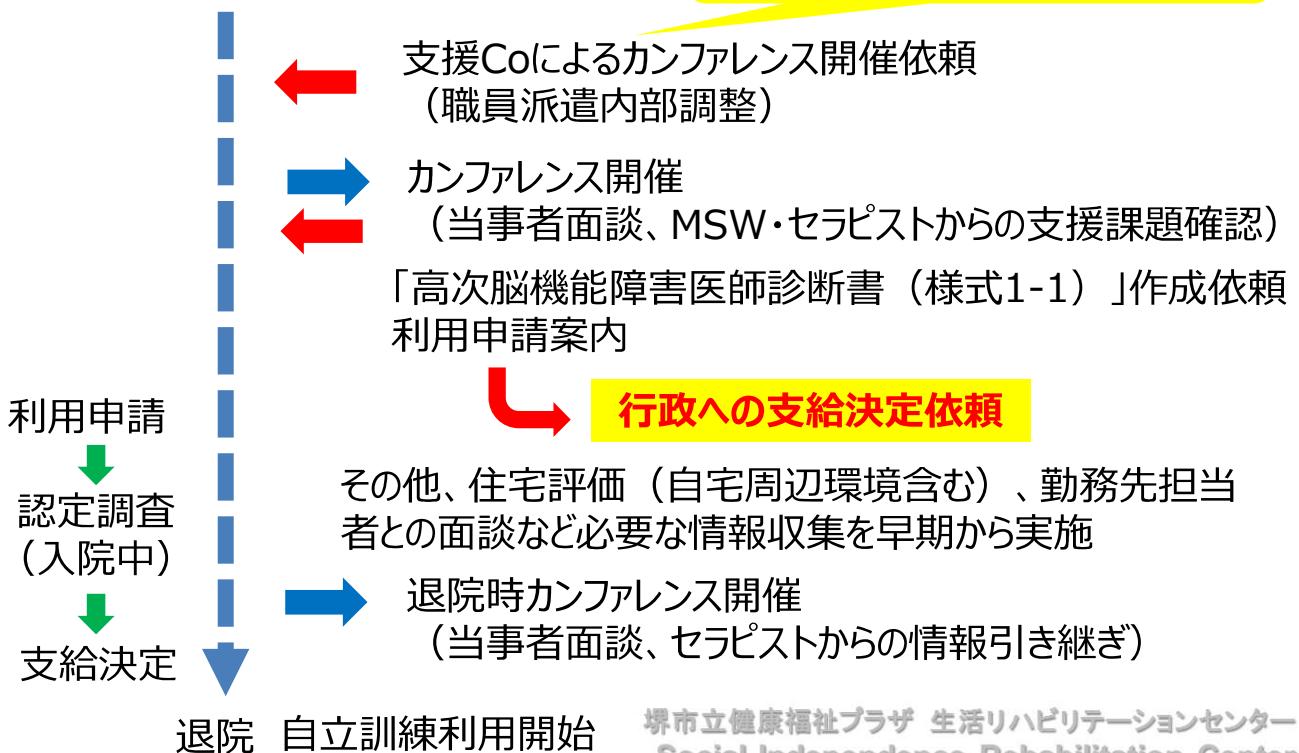 支援Coによるカンファレンス開催依頼
（職員派遣内部調整）
カンファレンス開催
（当事者面談、MSW・セラピストからの支援課題確認）
「高次脳機能障害医師診断書（様式1-1）」作成依頼
利用申請案内
行政への支給決定依頼
利用申請
認定調査
（入院中）
支給決定
その他、住宅評価（自宅周辺環境含む）、勤務先担当
者との面談など必要な情報収集を早期から実施
退院時カンファレンス開催
（当事者面談、セラピストからの情報引き継ぎ）
退院 自立訓練利用開始
堺市立健康福祉プラザ 生活リハビリテーションセンター
Social Independence Rehabilitation Center